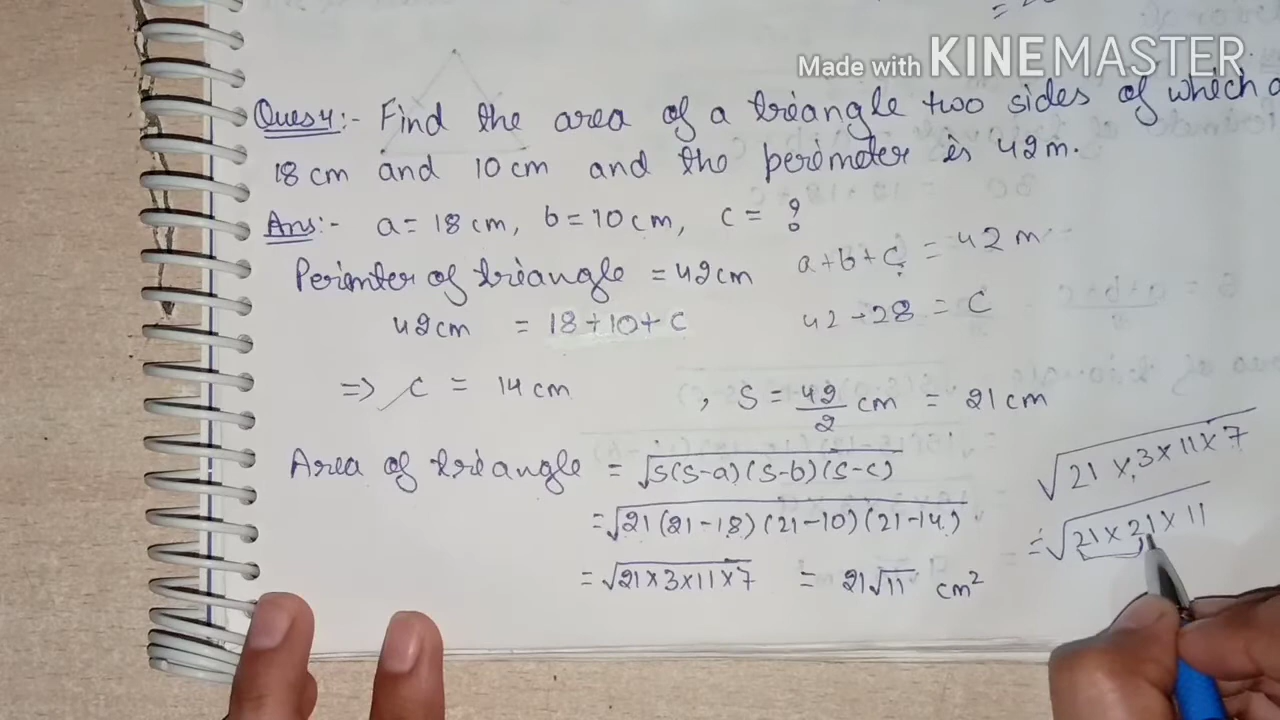 Made with KINEMASTER
Ques 4:- Find the area of a triangle two sides of which a
18 cm and 10 cm and the perimeter is 42 m.
Ans:- a = 18 cm, b = 10 cm, c = ?
Perimter of triangle = 42 cm
a + b + c = 42 m
42 cm = 18 + 10 + c
42 - 28 = c
=> c = 14 cm , S = 42/2 cm = 21 cm
Area of triangle = √s(s-a)(s-b)(s-c)
= √21 (21-18) (21-10) (21-14)
= √21×3×11×7 = 21√11 cm²
√21 × 3 × 11 × 7
= √21 × 21 × 11